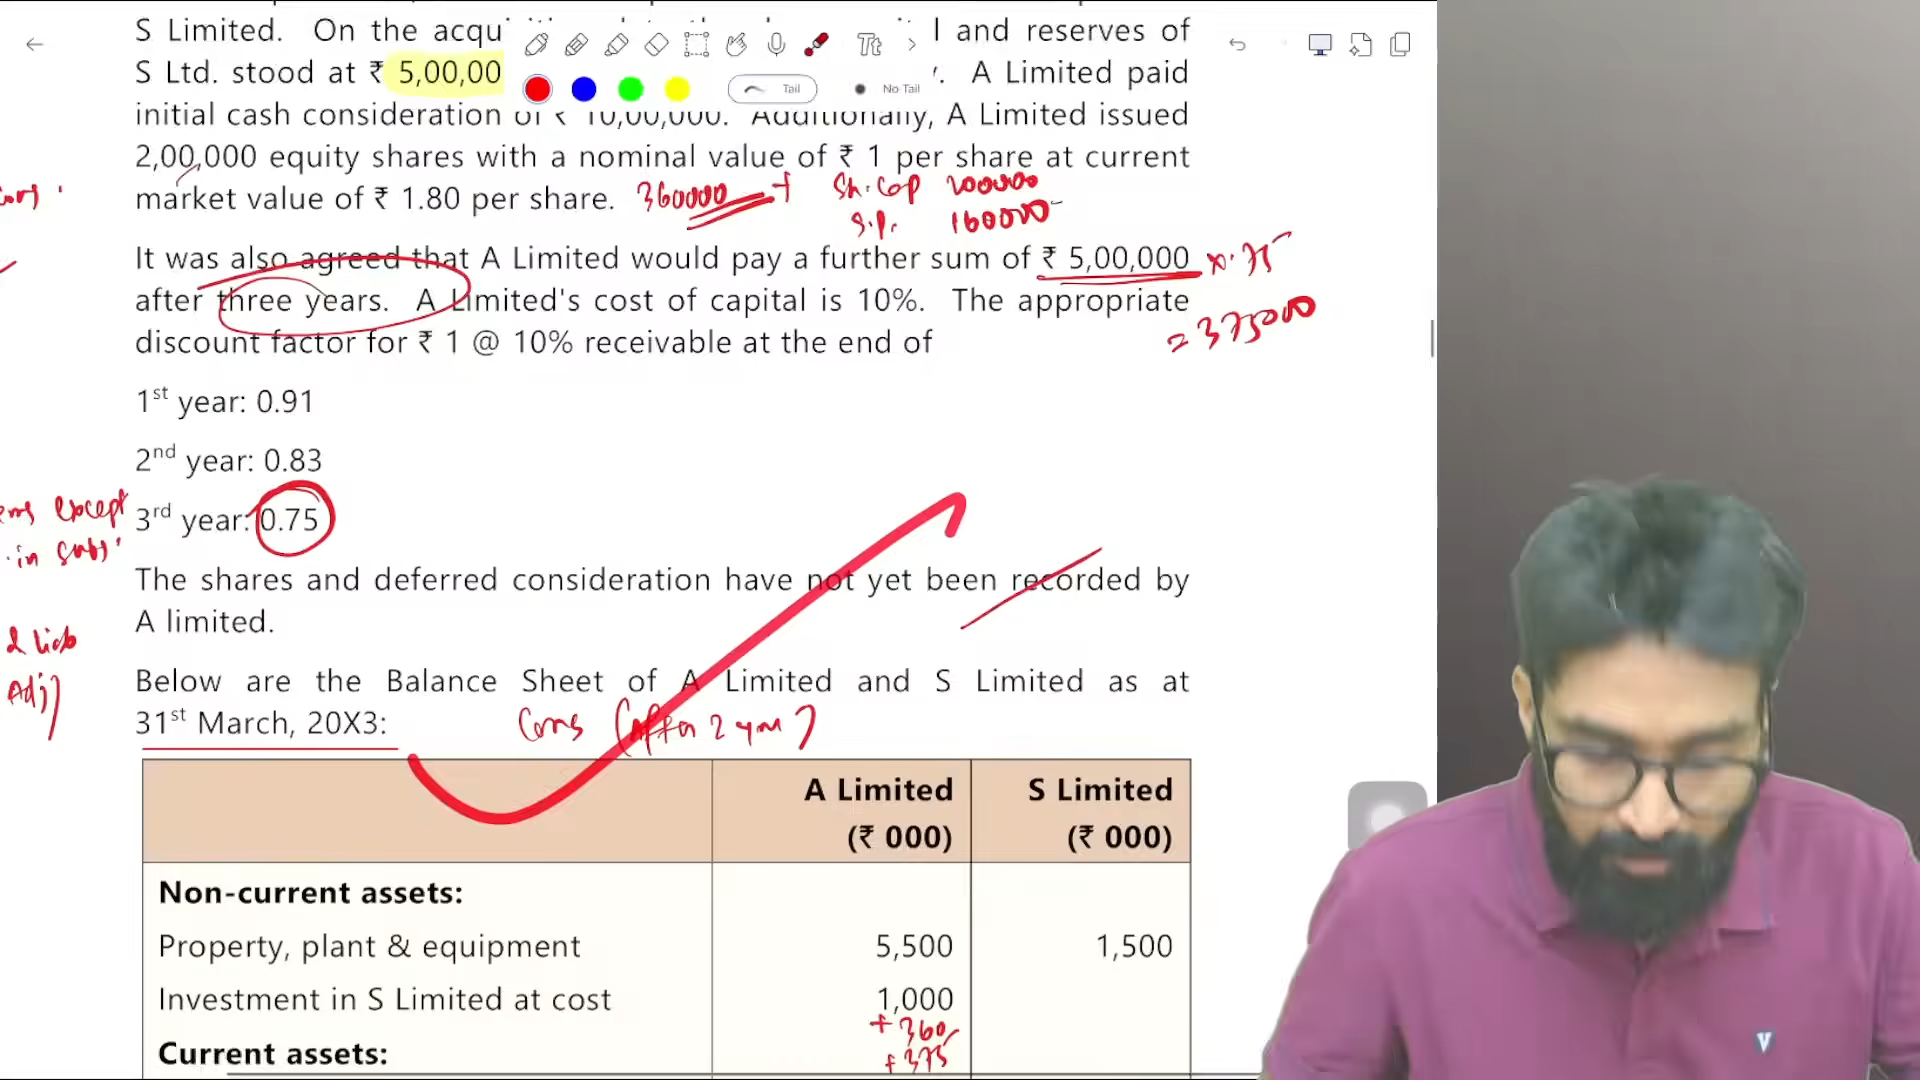 S Limited. On the acqu
l and reserves of
Tt
S Ltd. stood at ₹ 5,00,00
Tail
No Tail
y. A Limited paid
initial cash consideration of ₹ 10,00,000. Additionally, A Limited issued
2,00,000 equity shares with a nominal value of ₹ 1 per share at current
market value of ₹ 1.80 per share. 360000 + Sh. Cap 200000
S.P. 160000
It was also agreed that A Limited would pay a further sum of ₹ 5,00,000 x .75
after three years. A Limited's cost of capital is 10%. The appropriate
= 375000
discount factor for ₹ 1 @ 10% receivable at the end of
1st year: 0.91
2nd year: 0.83
except
3rd year: 0.75
in subs
The shares and deferred consideration have not yet been recorded by
A limited.
Adj)
Below are the Balance Sheet of A Limited and S Limited as at
31st March, 20X3: Cons (After 2 yrs)
A Limited S Limited
(₹ 000) (₹ 000)
Non-current assets:
Property, plant & equipment 5,500 1,500
Investment in S Limited at cost 1,000
+ 360
Current assets: + 375
V